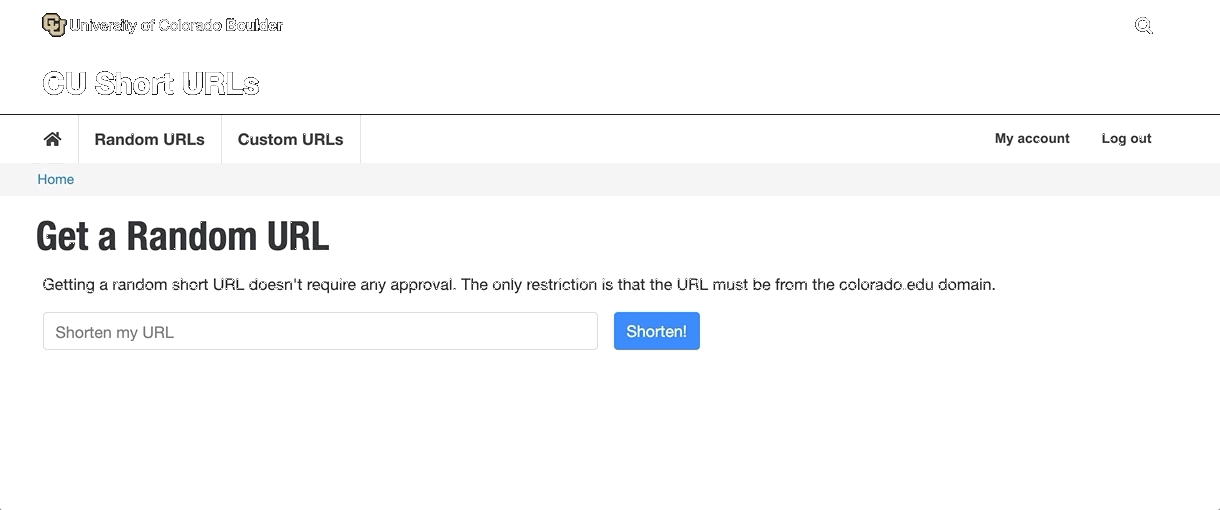 University of Colorado Boulder
CU Short URLs
Random URLs Custom URLs My account Log out
Home
Get a Random URL
Getting a random short URL doesn't require any approval. The only restriction is that the URL must be from the colorado.edu domain.
Shorten my URL Shorten!